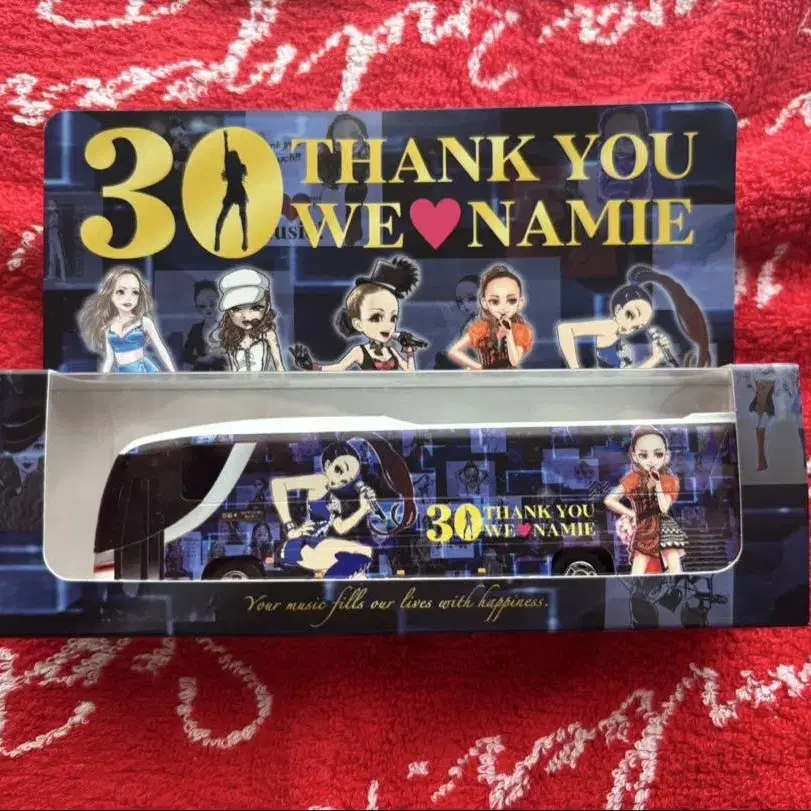 30 THANK YOU
WE ♥ NAMIE
30 THANK YOU
WE ♥ NAMIE
Your music fills our lives with happiness.